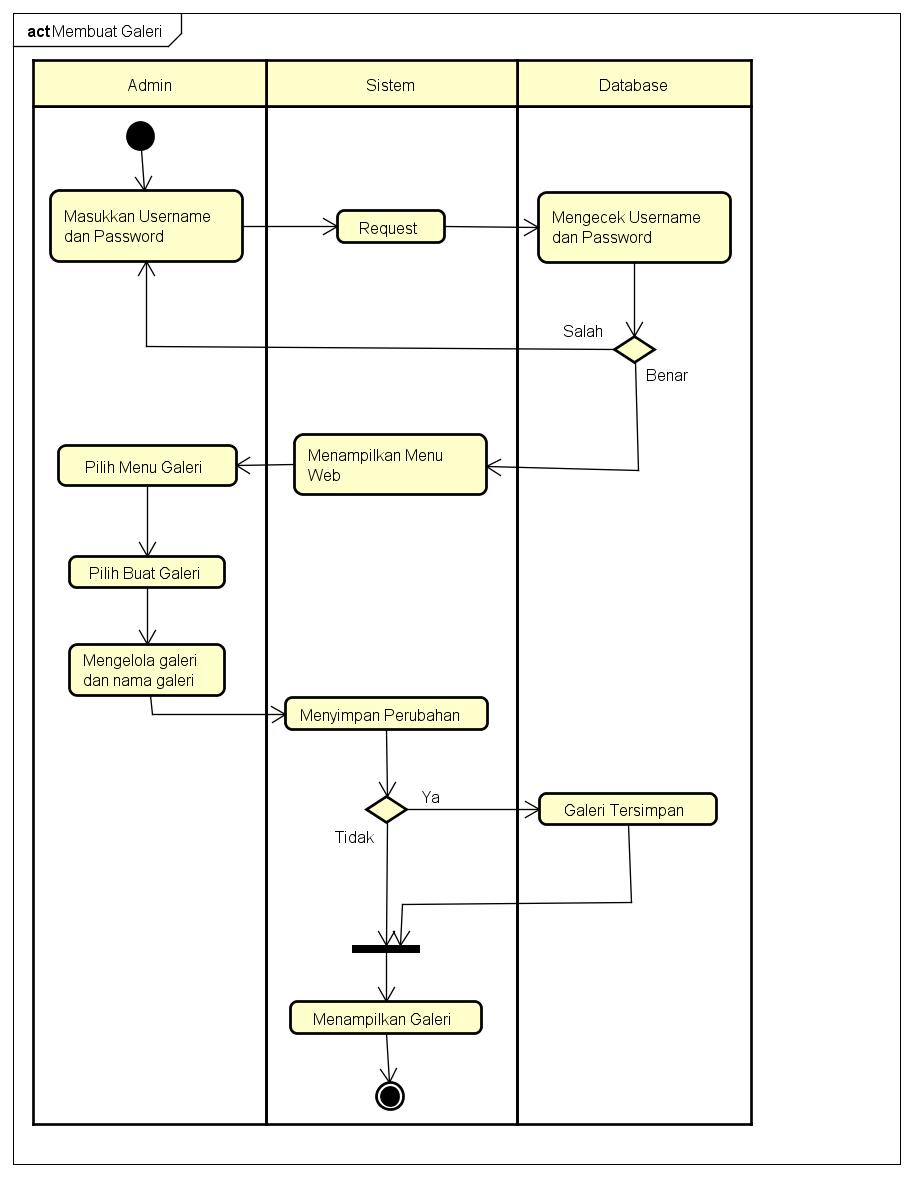 act Membuat Galeri
Admin
Sistem
Database
Masukkan Username
dan Password
Request
Mengecek Username
dan Password
Salah
Benar
Menampilkan Menu
Web
Pilih Menu Galeri
Pilih Buat Galeri
Mengelola galeri
dan nama galeri
Menyimpan Perubahan
Ya
Galeri Tersimpan
Tidak
Menampilkan Galeri